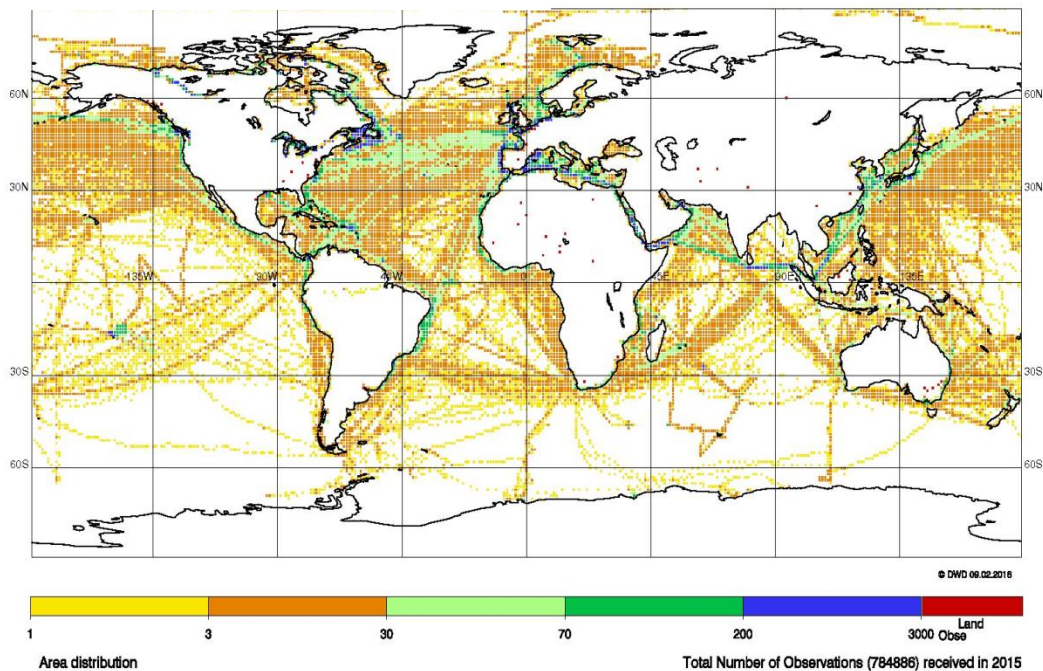 60N 60N
30N 30N
135W 90W 45W 0 45E 90E 135E
30S 30S
60S 60S
© DWD 09.02.2016
1 3 30 70 200 3000 Land
Obse
Area distribution Total Number of Observations (784886) received in 2015